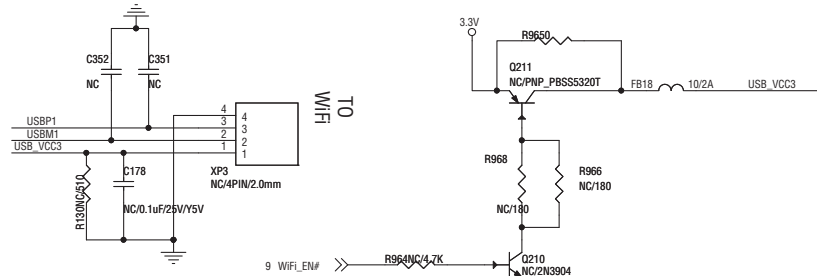 3.3V
R9650
C352
NC
C351
NC
Q211
NC/PNP_PBSS5320T
FB18
10/2A
USB_VCC3
TO
WiFi
4
4
USBP1
3
3
USBM1
2
2
USB_VCC3
1
1
XP3
NC/4PIN/2.0mm
R130NC/510
C178
NC/0.1uF/25V/Y5V
R968
NC/180
R966
NC/180
9 WiFi_EN#
R964NC/4.7K
Q210
NC/2N3904